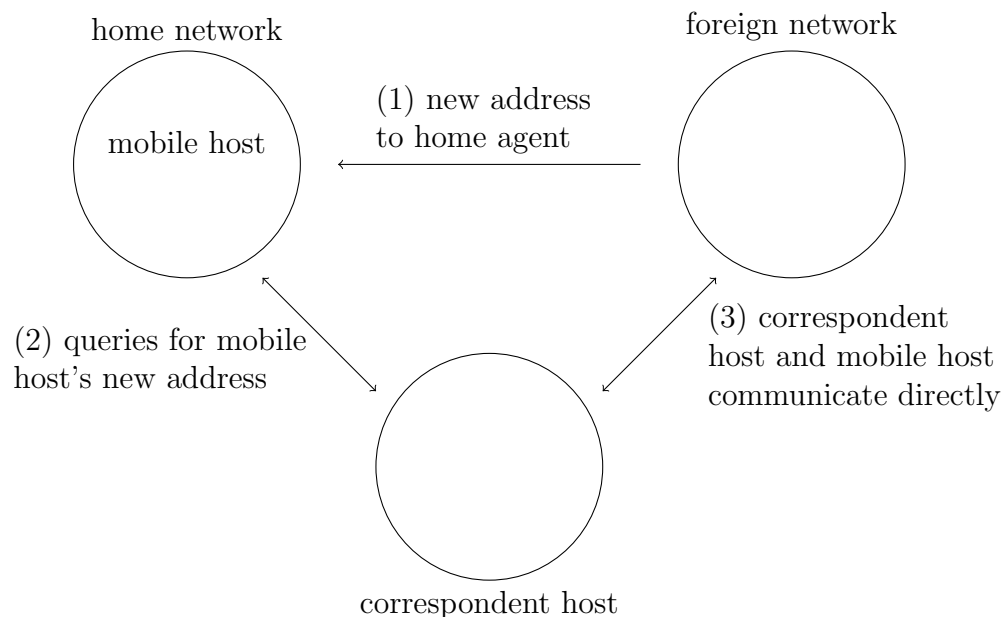 home network
foreign network
mobile host
(1) new address
to home agent
(2) queries for mobile
host's new address
(3) correspondent
host and mobile host
communicate directly
correspondent host